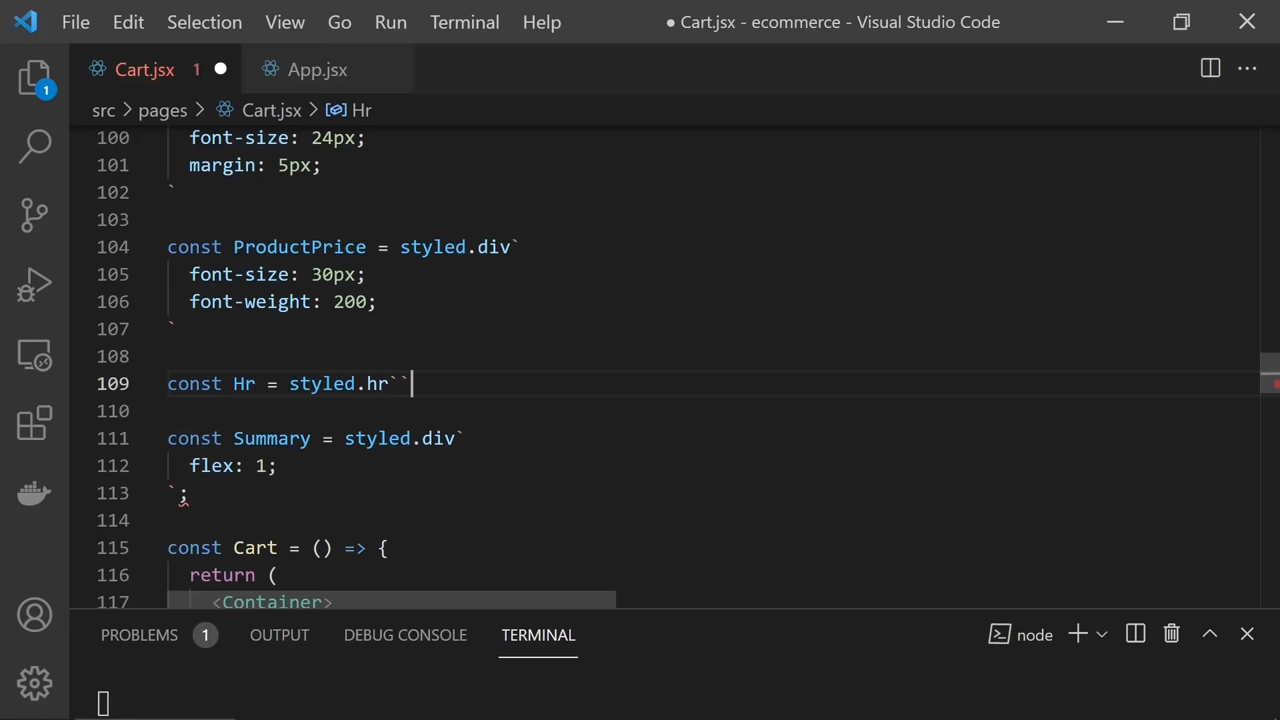 File Edit Selection View Go Run Terminal Help ● Cart.jsx - ecommerce - Visual Studio Code
Cart.jsx 1 App.jsx
1
src > pages > Cart.jsx > Hr
100 font-size: 24px;
101 margin: 5px;
102 `
103
104 const ProductPrice = styled.div`
105 font-size: 30px;
106 font-weight: 200;
107 `
108
109 const Hr = styled.hr``
110
111 const Summary = styled.div`
112 flex: 1;
113 `;
114
115 const Cart = () => {
116 return (
117 <Container>
PROBLEMS 1 OUTPUT DEBUG CONSOLE TERMINAL node